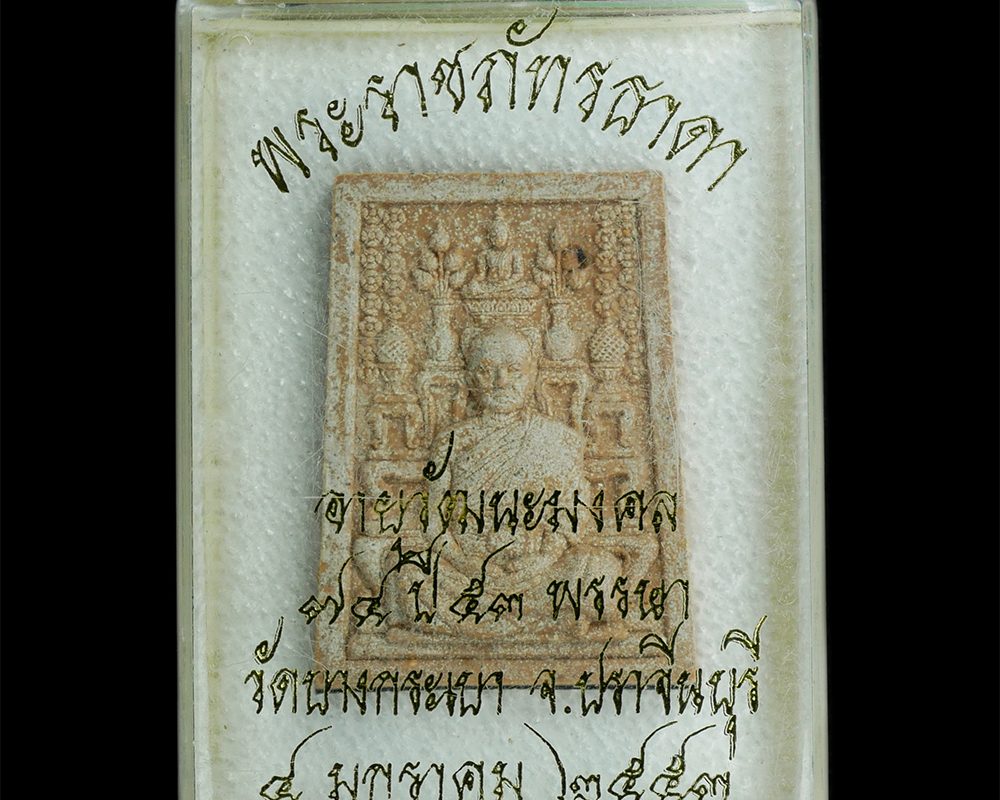 พระราชภัทรธาดา
อายุวัฒนะมงคล
๗๔ ปี ๕๓ พรรษา
วัดบางกระเบา จ.ปราจีนบุรี
๔ มกราคม ๒๕๕๓